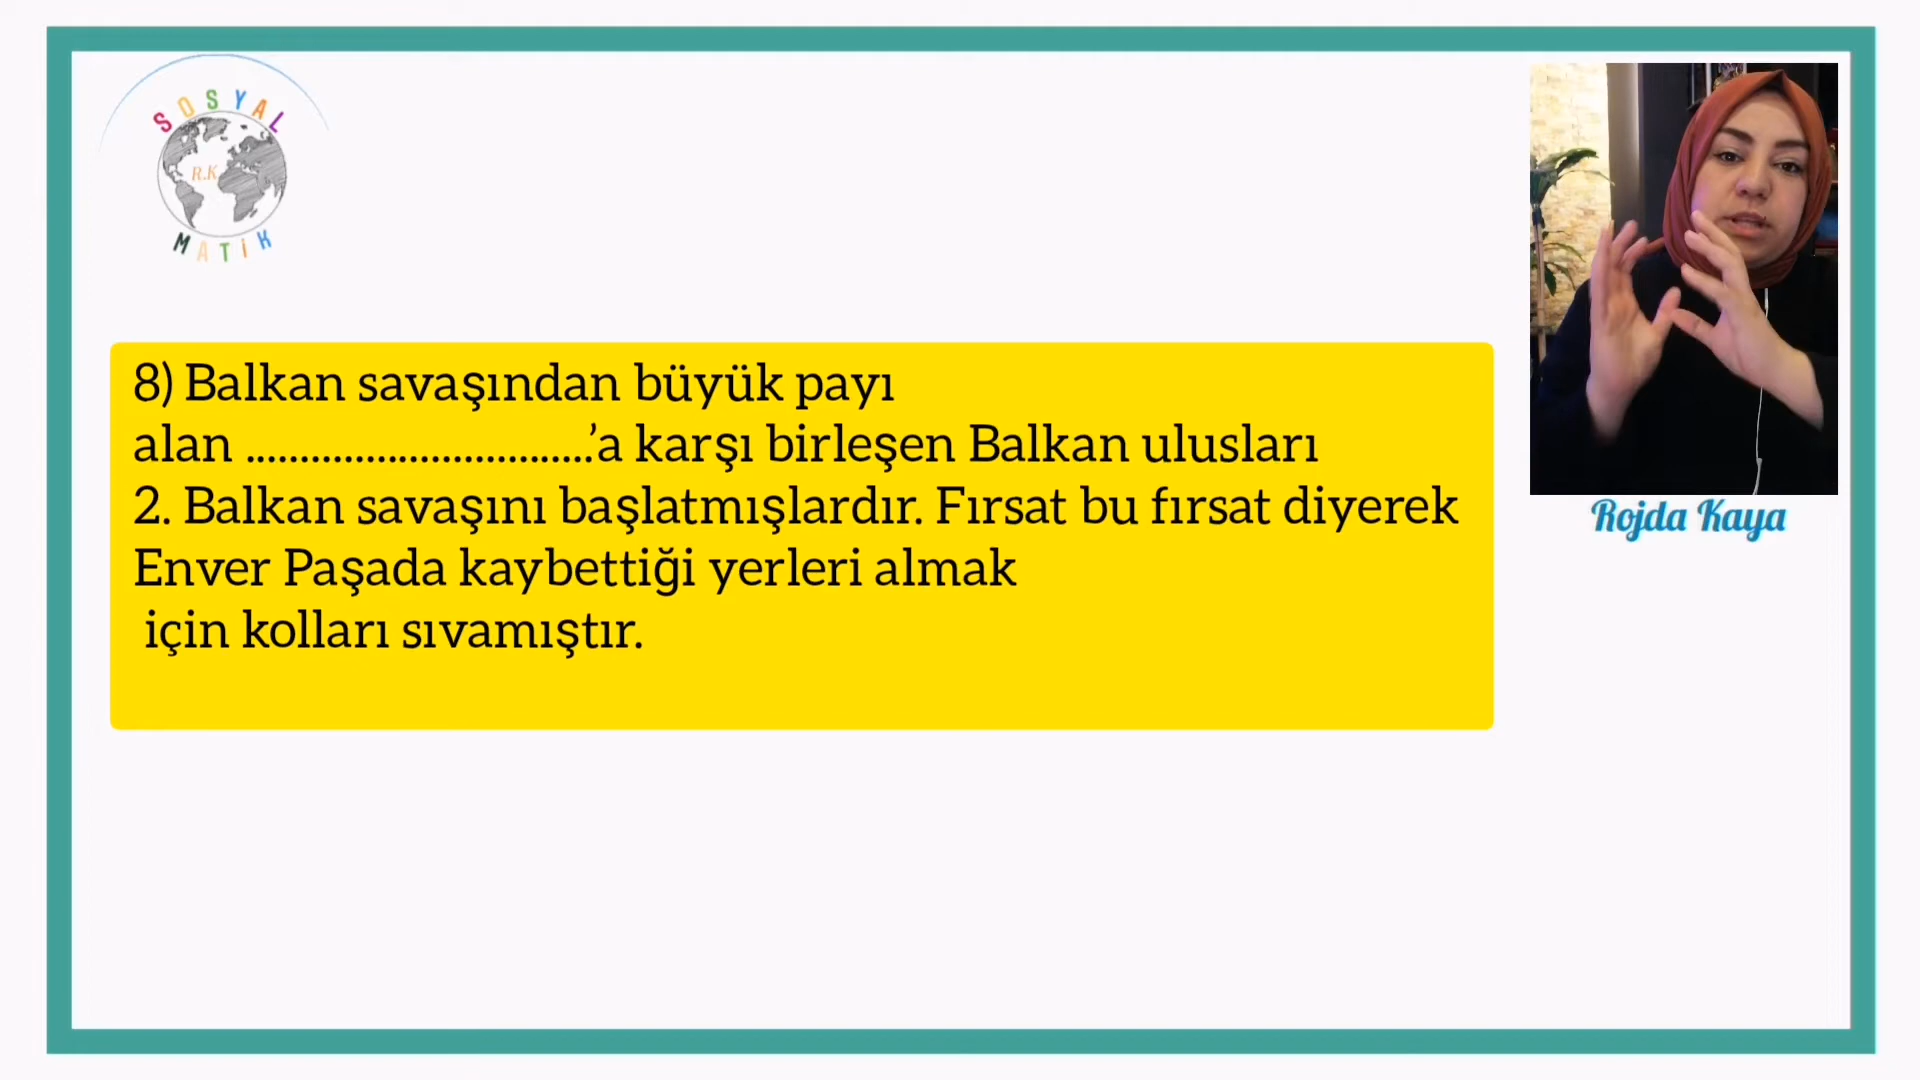 SOSYAL
R.K
MATİK
8) Balkan savaşından büyük payı
alan ................................’a karşı birleşen Balkan ulusları
2. Balkan savaşını başlatmışlardır. Fırsat bu fırsat diyerek
Enver Paşada kaybettiği yerleri almak
için kolları sıvamıştır.
Rojda Kaya